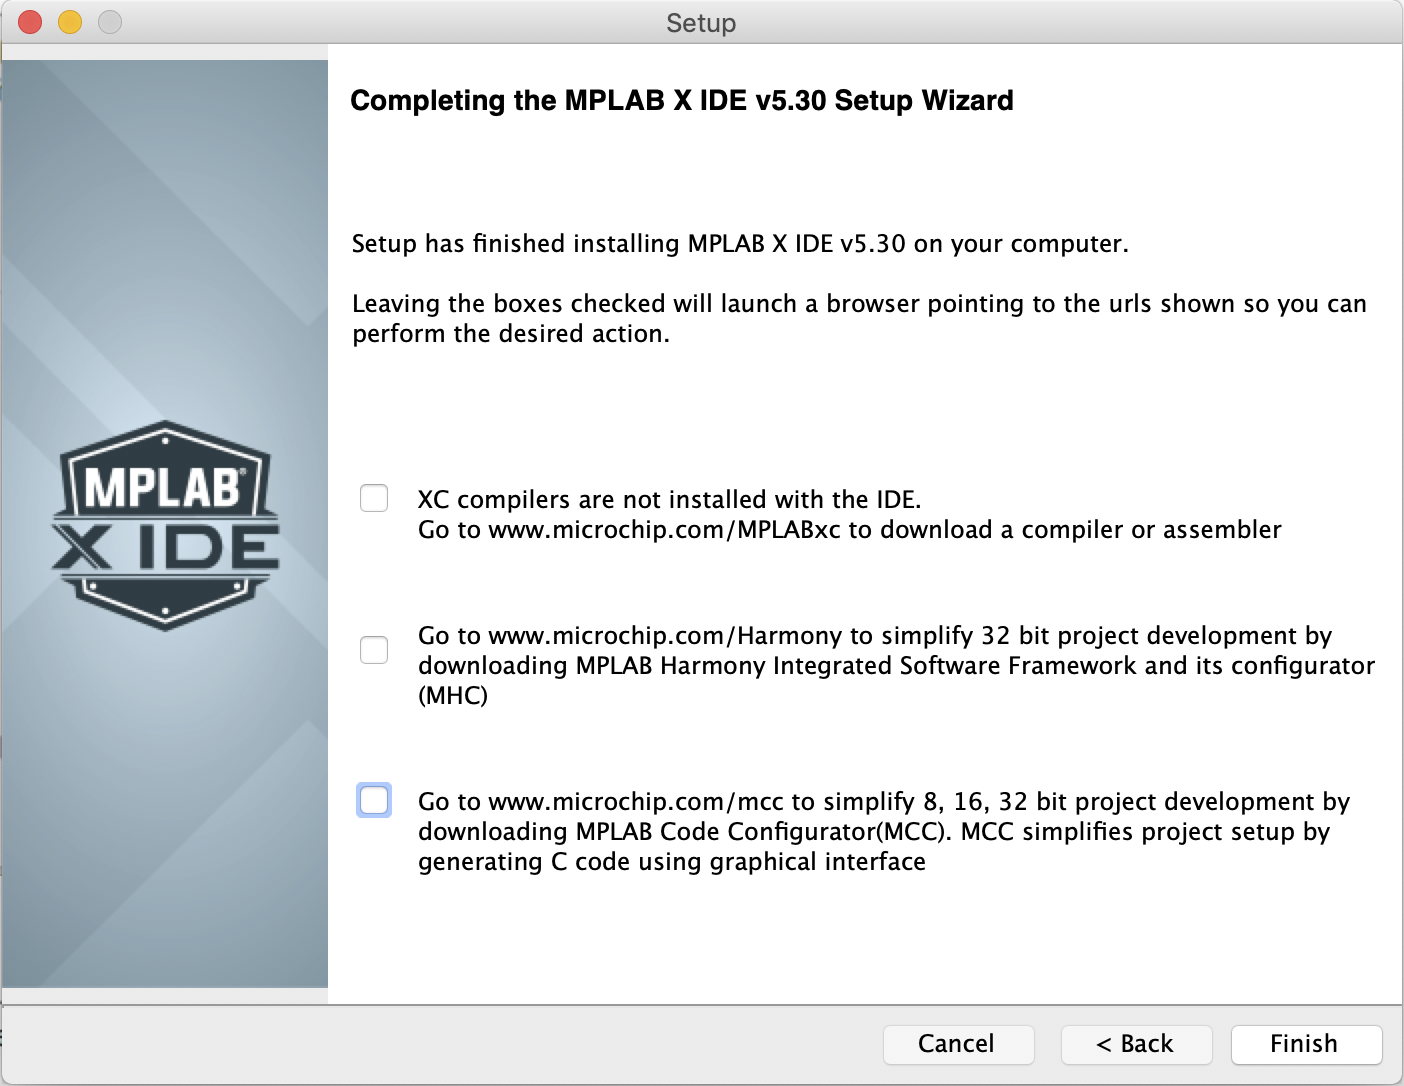 Setup
Completing the MPLAB X IDE v5.30 Setup Wizard
Setup has finished installing MPLAB X IDE v5.30 on your computer.
Leaving the boxes checked will launch a browser pointing to the urls shown so you can
perform the desired action.
MPLAB®
X IDE
XC compilers are not installed with the IDE.
Go to www.microchip.com/MPLABxc to download a compiler or assembler
Go to www.microchip.com/Harmony to simplify 32 bit project development by
downloading MPLAB Harmony Integrated Software Framework and its configurator
(MHC)
Go to www.microchip.com/mcc to simplify 8, 16, 32 bit project development by
downloading MPLAB Code Configurator(MCC). MCC simplifies project setup by
generating C code using graphical interface
Cancel
< Back
Finish